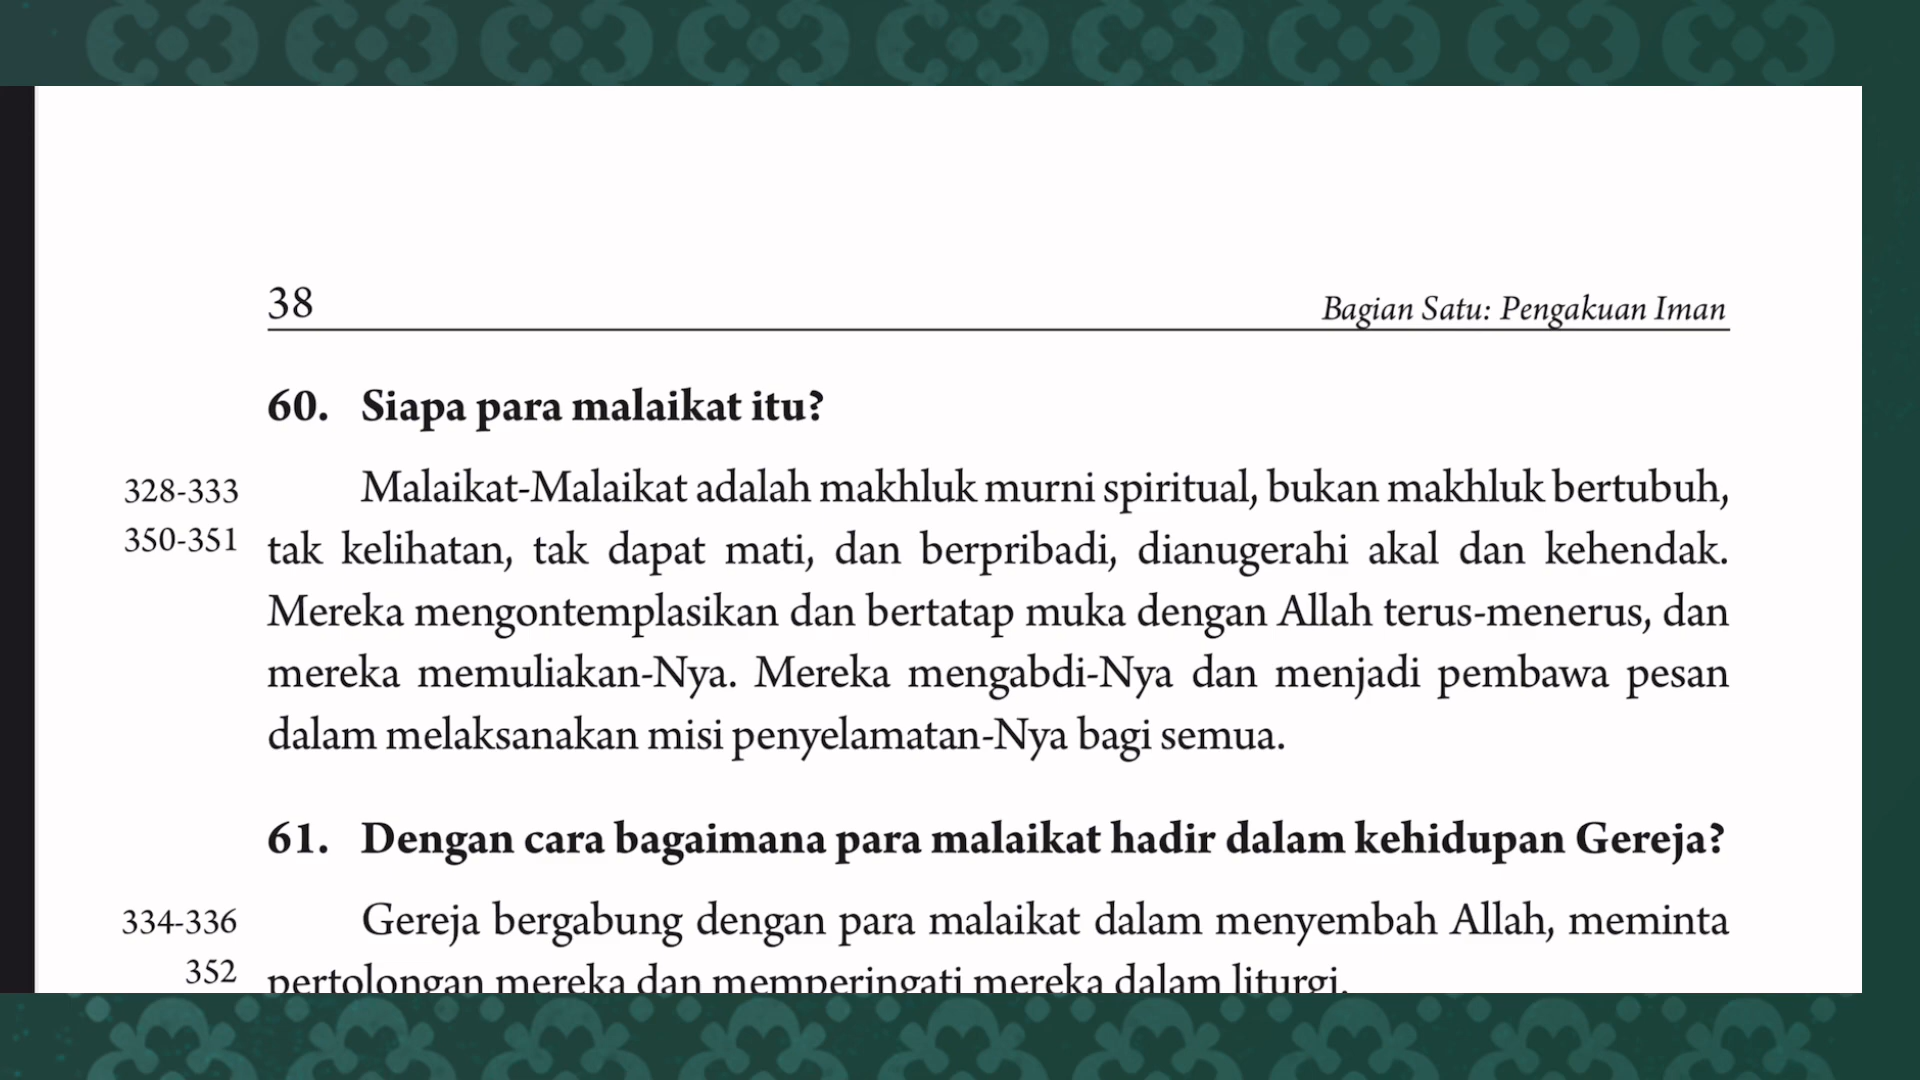 38
Bagian Satu: Pengakuan Iman
60. Siapa para malaikat itu?
328-333
350-351
Malaikat-Malaikat adalah makhluk murni spiritual, bukan makhluk bertubuh,
tak kelihatan, tak dapat mati, dan berpribadi, dianugerahi akal dan kehendak.
Mereka mengontemplasikan dan bertatap muka dengan Allah terus-menerus, dan
mereka memuliakan-Nya. Mereka mengabdi-Nya dan menjadi pembawa pesan
dalam melaksanakan misi penyelamatan-Nya bagi semua.
61. Dengan cara bagaimana para malaikat hadir dalam kehidupan Gereja?
334-336
352
Gereja bergabung dengan para malaikat dalam menyembah Allah, meminta
pertolongan mereka dan memperingati mereka dalam liturgi.